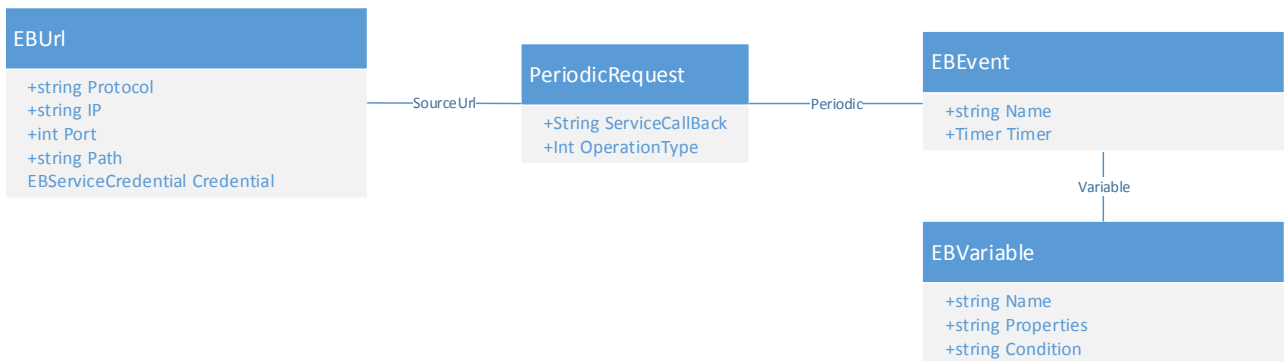 EBUrl
+string Protocol
+string IP
+int Port
+string Path
EBServiceCredential Credential
SourceUrl
PeriodicRequest
+String ServiceCallBack
+Int OperationType
Periodic
EBEvent
+string Name
+Timer Timer
Variable
EBVariable
+string Name
+string Properties
+string Condition